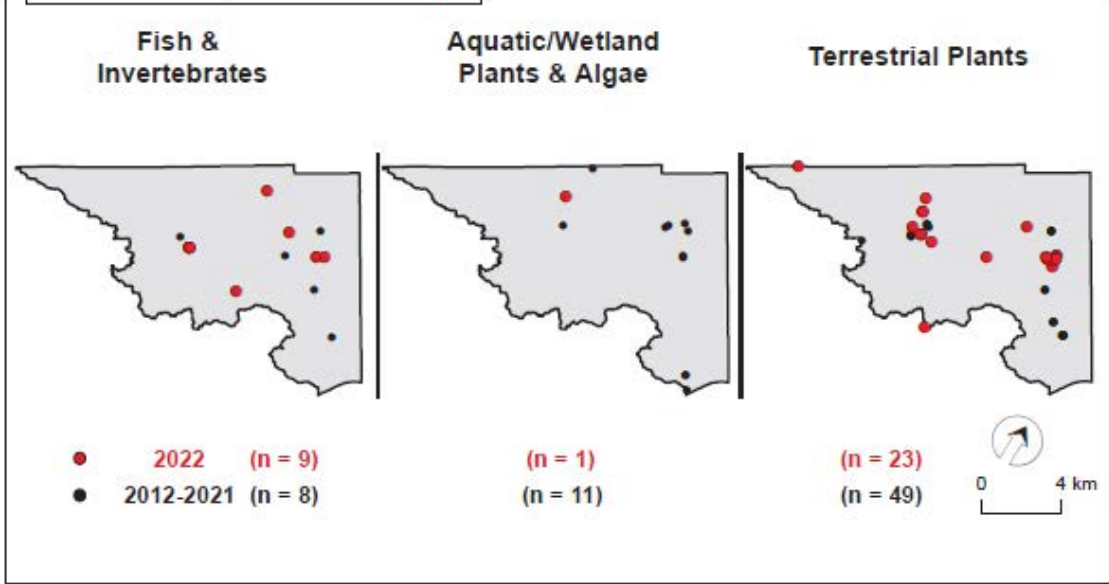 Fish &
Invertebrates
Aquatic/Wetland
Plants & Algae
Terrestrial Plants
2022 (n = 9)
(n = 1)
(n = 23)
2012-2021 (n = 8)
(n = 11)
(n = 49)
0 4 km